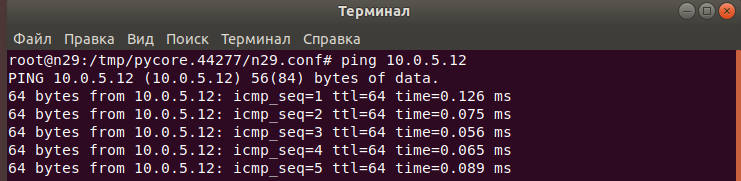 Терминал
Файл Правка Вид Поиск Терминал Справка
root@n29:/tmp/pycore.44277/n29.conf# ping 10.0.5.12
PING 10.0.5.12 (10.0.5.12) 56(84) bytes of data.
64 bytes from 10.0.5.12: icmp_seq=1 ttl=64 time=0.126 ms
64 bytes from 10.0.5.12: icmp_seq=2 ttl=64 time=0.075 ms
64 bytes from 10.0.5.12: icmp_seq=3 ttl=64 time=0.056 ms
64 bytes from 10.0.5.12: icmp_seq=4 ttl=64 time=0.065 ms
64 bytes from 10.0.5.12: icmp_seq=5 ttl=64 time=0.089 ms